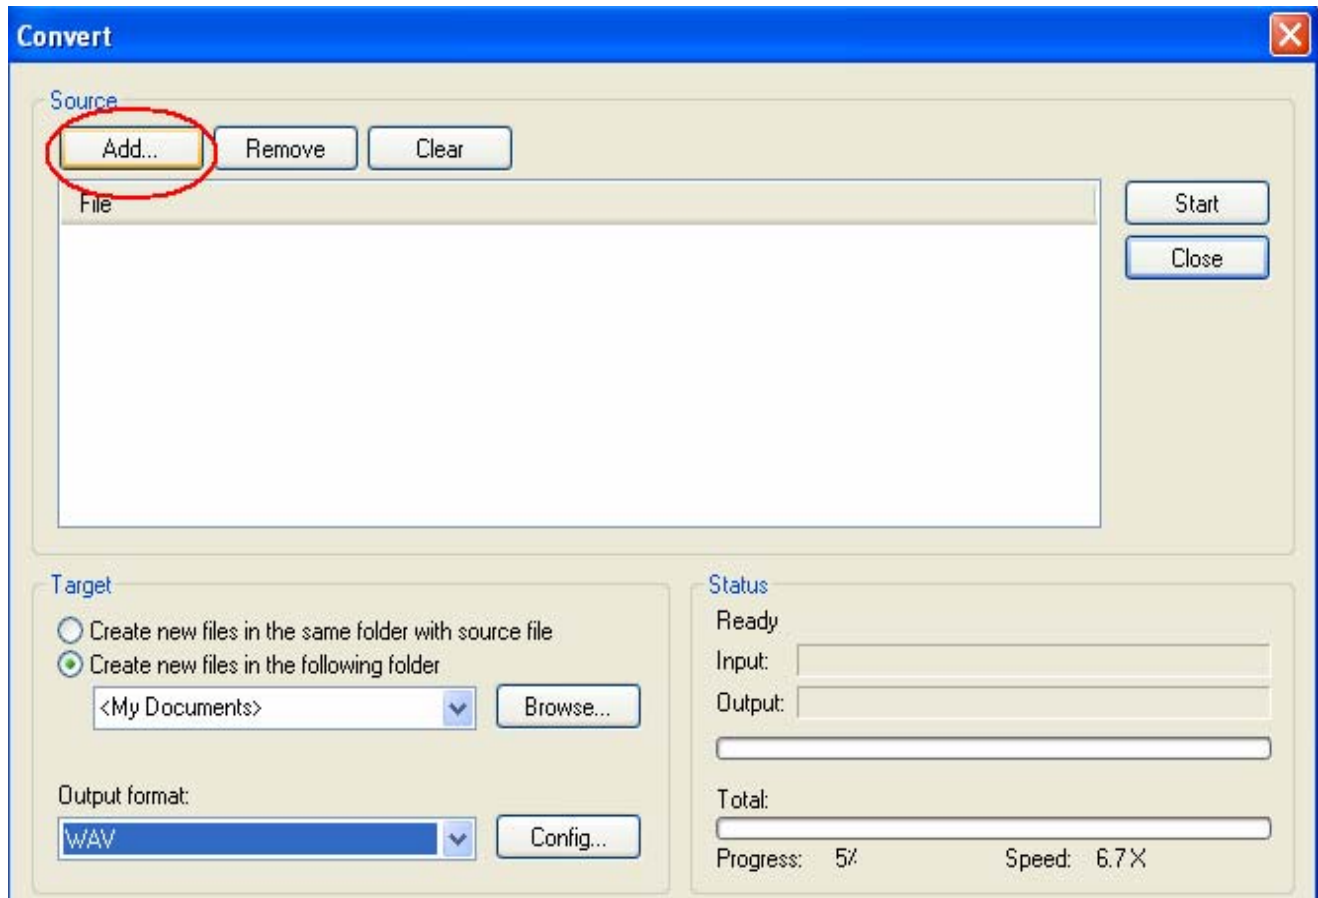 Convert
Source
Add... Remove Clear
File
Start
Close
Target
Create new files in the same folder with source file
Create new files in the following folder
<My Documents> Browse...
Output format:
WAV Config...
Status
Ready
Input:
Output:
Total:
Progress: 5% Speed: 6.7X